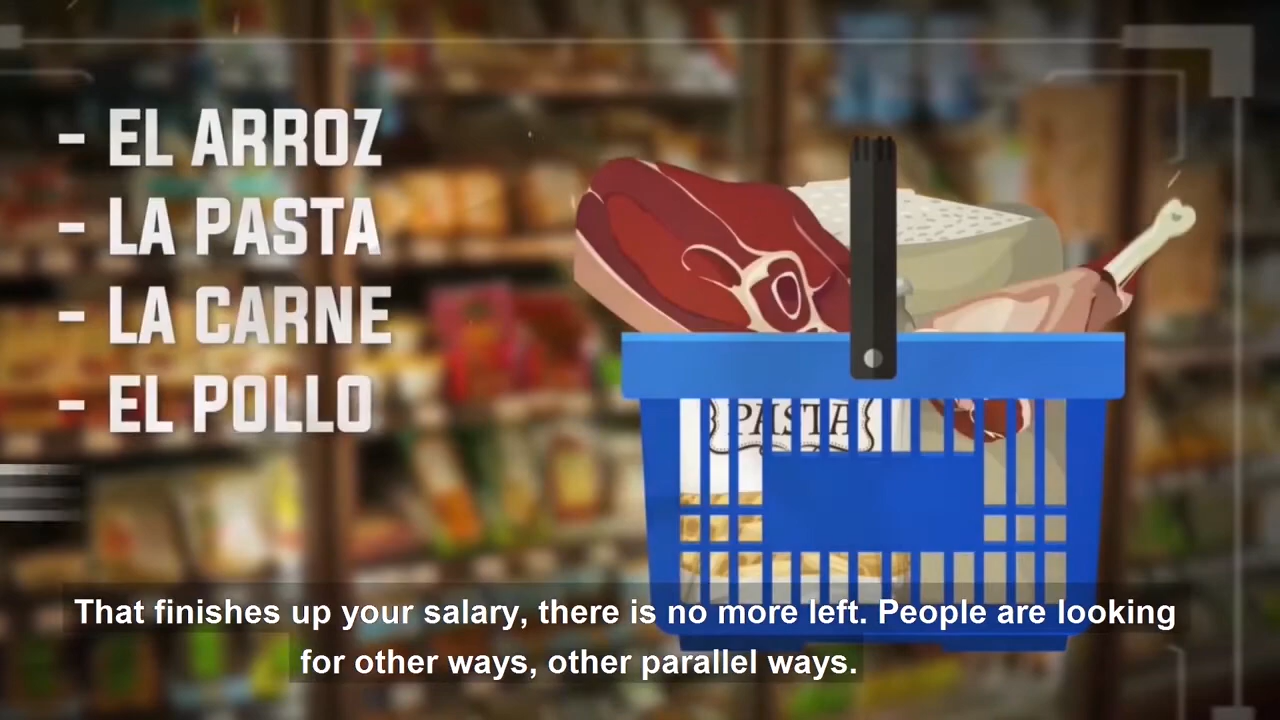 - EL ARROZ
- LA PASTA
- LA CARNE
- EL POLLO
PASTA
That finishes up your salary, there is no more left. People are looking
for other ways, other parallel ways.